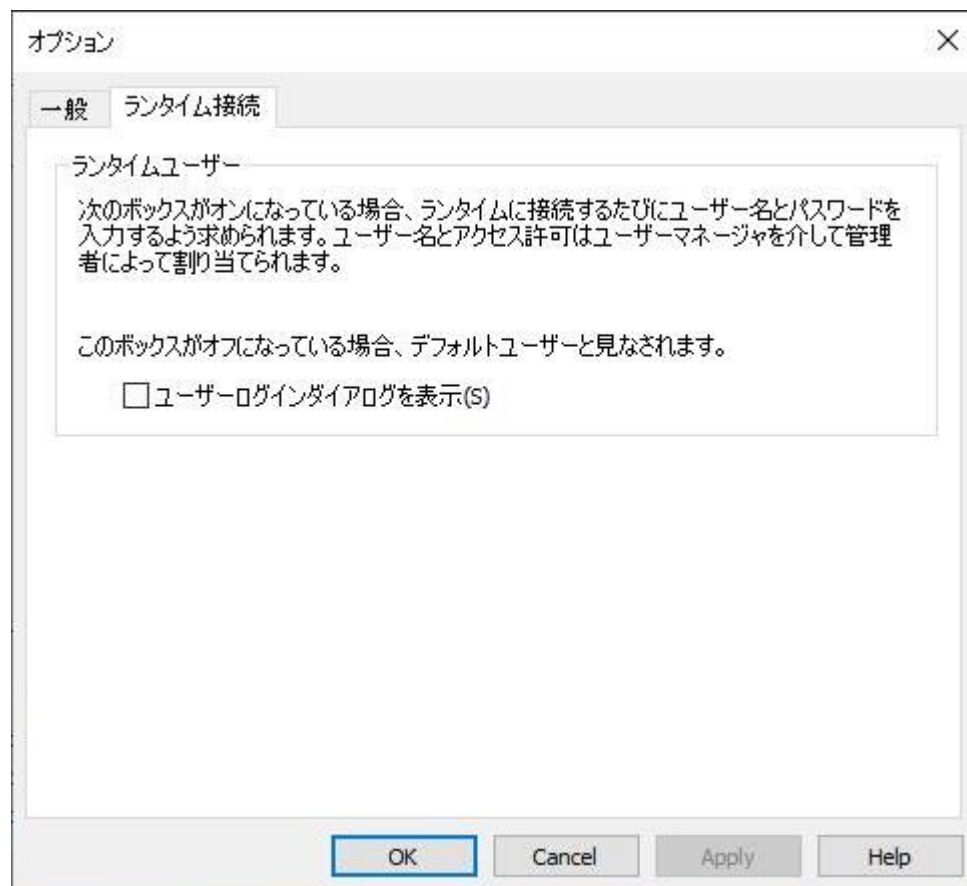 オプション
一般
ランタイム接続
ランタイムユーザー
次のボックスがオンになっている場合、ランタイムに接続するたびにユーザー名とパスワードを
入力するよう求められます。ユーザー名とアクセス許可はユーザーマネージャを介して管理
者によって割り当てられます。
このボックスがオフになっている場合、デフォルトユーザーと見なされます。
ユーザーログインダイアログを表示(S)
OK
Cancel
Apply
Help